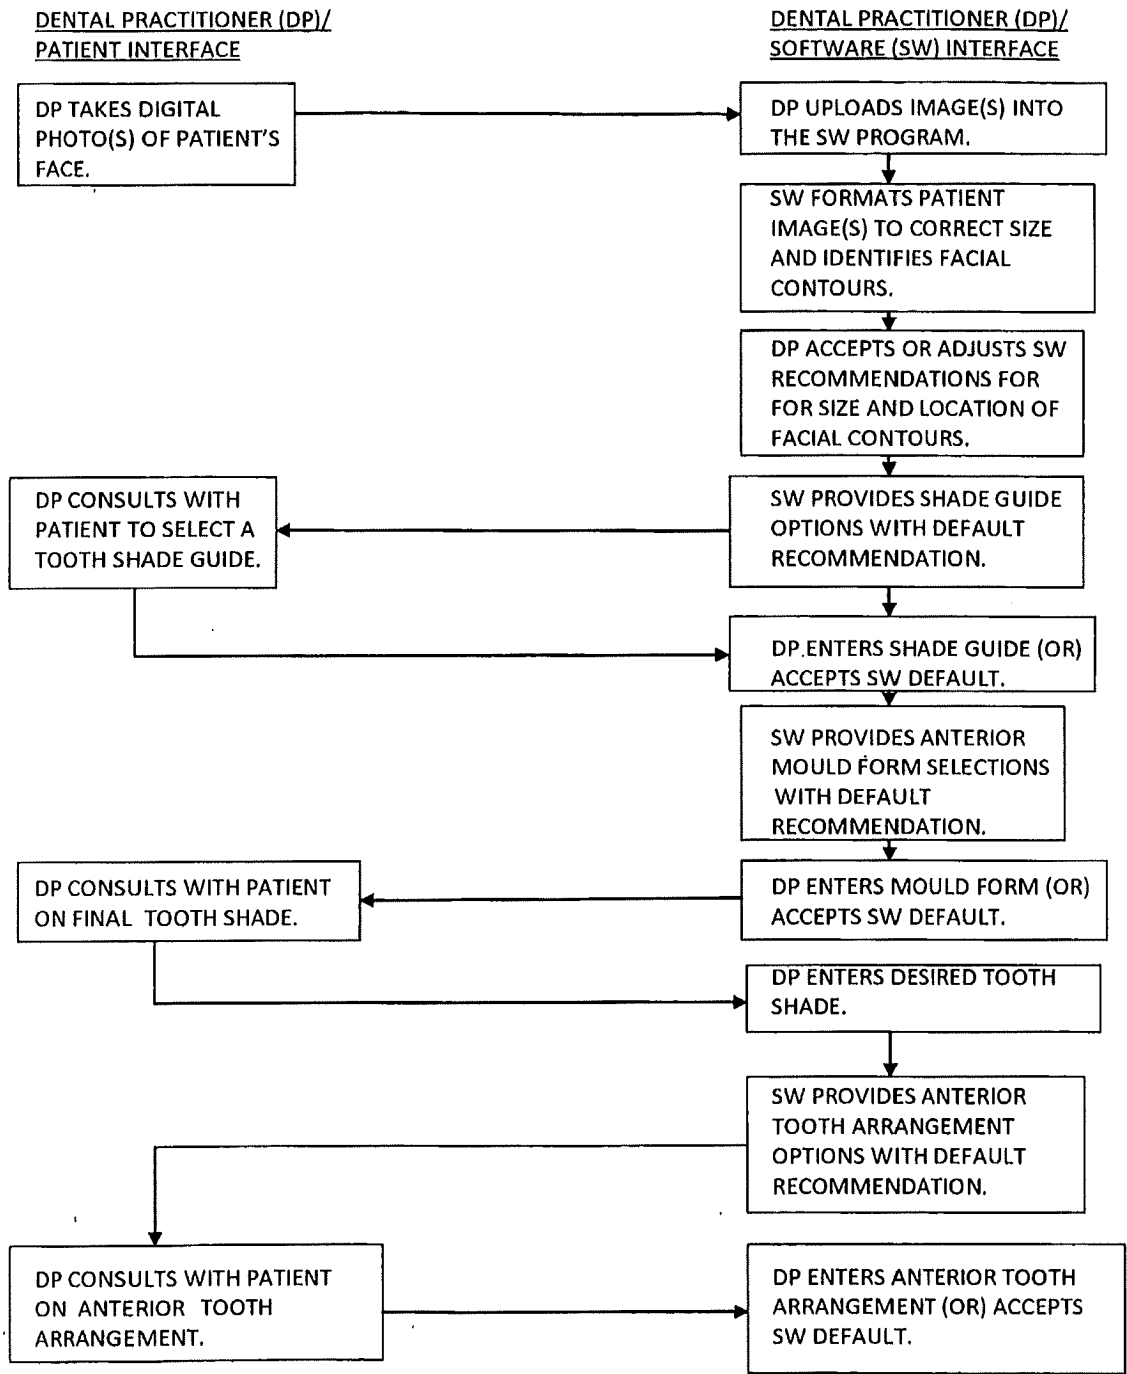 DENTAL PRACTITIONER (DP)/
PATIENT INTERFACE
DENTAL PRACTITIONER (DP)/
SOFTWARE (SW) INTERFACE
DP TAKES DIGITAL
PHOTO(S) OF PATIENT'S
FACE.
DP UPLOADS IMAGE(S) INTO
THE SW PROGRAM.
SW FORMATS PATIENT
IMAGE(S) TO CORRECT SIZE
AND IDENTIFIES FACIAL
CONTOURS.
DP ACCEPTS OR ADJUSTS SW
RECOMMENDATIONS FOR
FOR SIZE AND LOCATION OF
FACIAL CONTOURS.
SW PROVIDES SHADE GUIDE
OPTIONS WITH DEFAULT
RECOMMENDATION.
DP CONSULTS WITH
PATIENT TO SELECT A
TOOTH SHADE GUIDE.
DP ENTERS SHADE GUIDE (OR)
ACCEPTS SW DEFAULT.
SW PROVIDES ANTERIOR
MOULD FORM SELECTIONS
WITH DEFAULT
RECOMMENDATION.
DP ENTERS MOULD FORM (OR)
ACCEPTS SW DEFAULT.
DP CONSULTS WITH PATIENT
ON FINAL TOOTH SHADE.
DP ENTERS DESIRED TOOTH
SHADE.
SW PROVIDES ANTERIOR
TOOTH ARRANGEMENT
OPTIONS WITH DEFAULT
RECOMMENDATION.
DP CONSULTS WITH PATIENT
ON ANTERIOR TOOTH
ARRANGEMENT.
DP ENTERS ANTERIOR TOOTH
ARRANGEMENT (OR) ACCEPTS
SW DEFAULT.